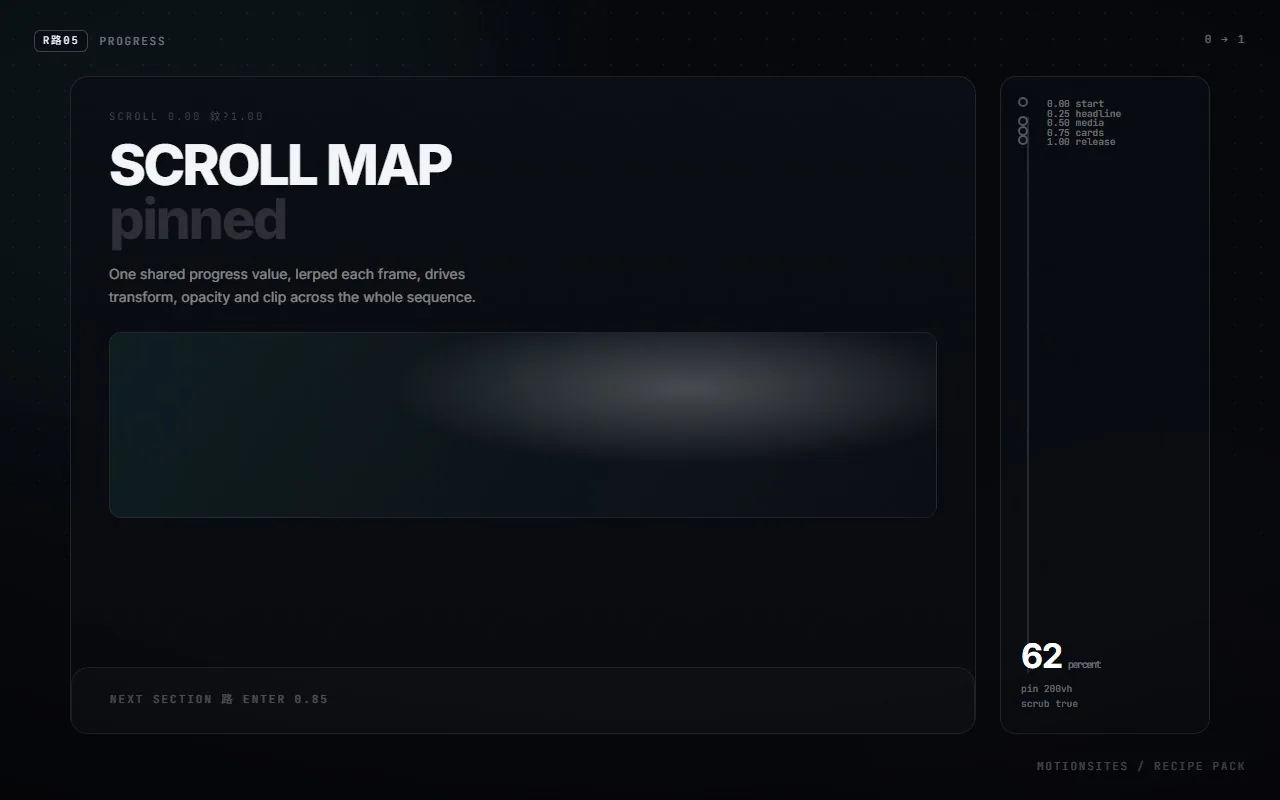 R路05 PROGRESS
0 → 1
SCROLL 0.00 鈫?1.00
SCROLL MAP
pinned
One shared progress value, lerped each frame, drives
transform, opacity and clip across the whole sequence.
NEXT SECTION 路 ENTER 0.85
0.00 start
0.25 headline
0.50 media
0.75 cards
1.00 release
62 percent
pin 200vh
scrub true
MOTIONSITES / RECIPE PACK